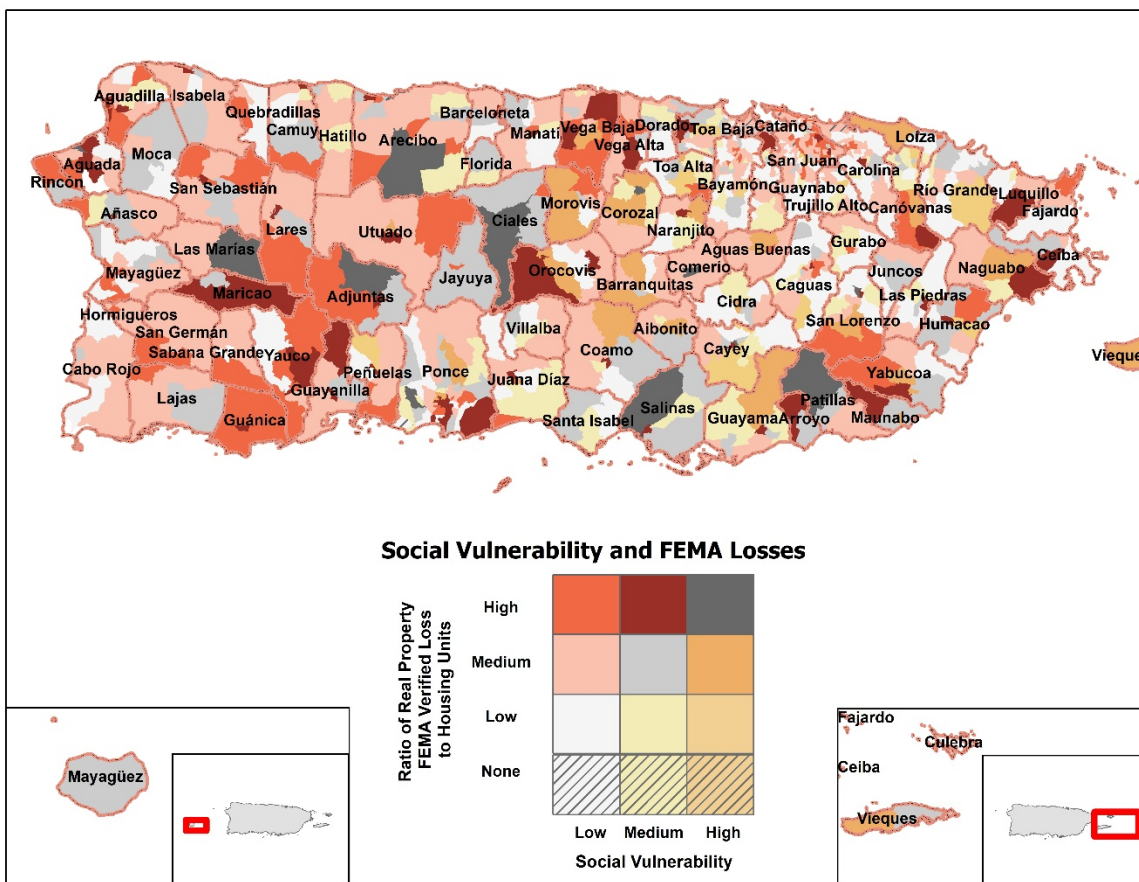 Aguadilla
Isabela
Quebradillas
Camuy
Hatillo
Arecibo
Barceloneta
Manatí
Vega Baja
Dorado
Toa Baja
Cataño
Loíza
Aguada
Moca
Rincón
San Sebastián
Florida
Vega Alta
Toa Alta
San Juan
Carolina
Bayamón
Guaynabo
Río Grande
Luquillo
Fajardo
Añasco
Lares
Utuado
Ciales
Morovis
Corozal
Naranjito
Trujillo Alto
Canóvanas
Las Marías
Aguas Buenas
Gurabo
Ceiba
Mayagüez
Maricao
Adjuntas
Jayuya
Orocovis
Barranquitas
Comerío
Caguas
Juncos
Naguabo
Hormigueros
San Germán
Cidra
Las Piedras
Sabana Grande
Yauco
Villalba
Aibonito
San Lorenzo
Humacao
Cabo Rojo
Peñuelas
Ponce
Coamo
Cayey
Vieques
Lajas
Guayanilla
Juana Díaz
Yabucoa
Guánica
Santa Isabel
Salinas
Guayama
Arroyo
Patillas
Maunabo
Social Vulnerability and FEMA Losses
Ratio of Real Property
FEMA Verified Loss
to Housing Units
High
Medium
Low
None
Low
Medium
High
Social Vulnerability
Mayagüez
Fajardo
Culebra
Ceiba
Vieques